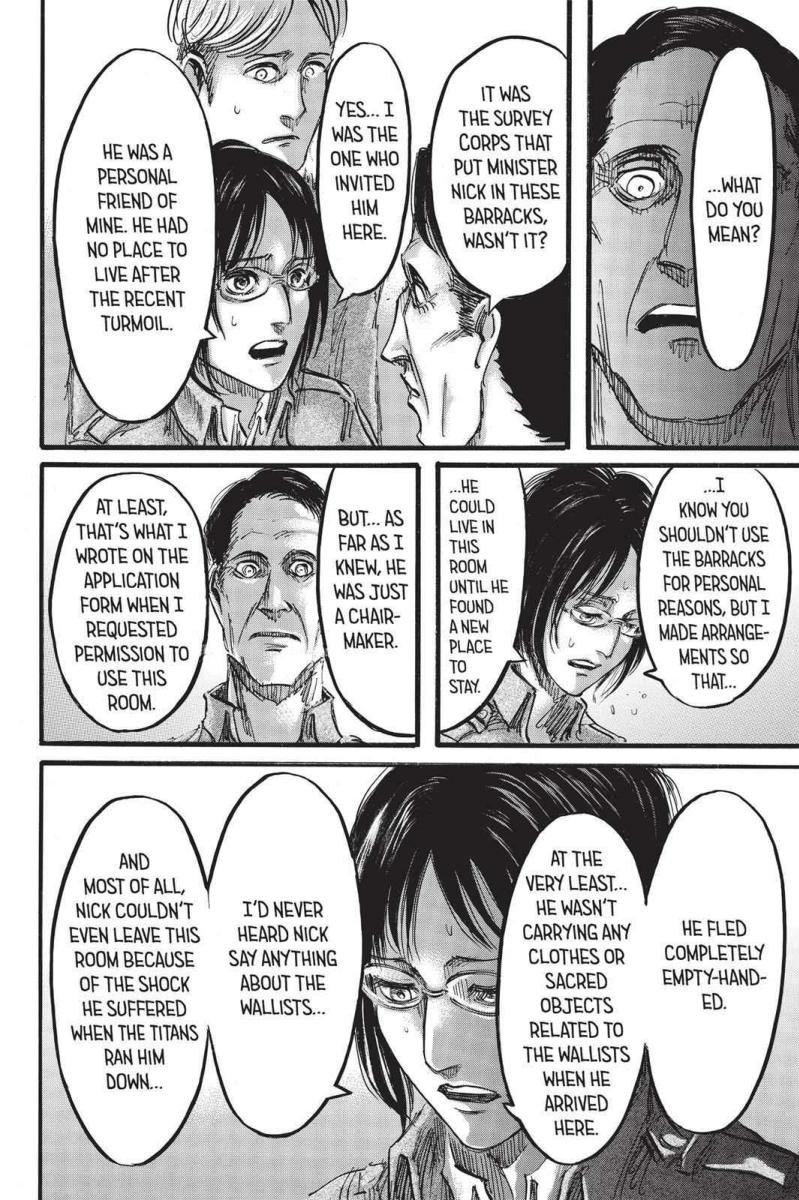 ...WHAT
DO YOU
MEAN?
IT WAS
THE SURVEY
CORPS THAT
PUT MINISTER
NICK IN THESE
BARRACKS,
WASN'T IT?
YES... I
WAS THE
ONE WHO
INVITED
HIM
HERE.
HE WAS A
PERSONAL
FRIEND OF
MINE. HE HAD
NO PLACE TO
LIVE AFTER
THE RECENT
TURMOIL.
...I
KNOW YOU
SHOULDN'T USE
THE BARRACKS
FOR PERSONAL
REASONS, BUT I
MADE ARRANGE-
MENTS SO
THAT...
...HE
COULD
LIVE IN
THIS
ROOM
UNTIL HE
FOUND
A NEW
PLACE
TO
STAY.
BUT... AS
FAR AS I
KNEW, HE
WAS JUST
A CHAIR-
MAKER.
AT LEAST,
THAT'S WHAT I
WROTE ON THE
APPLICATION
FORM WHEN I
REQUESTED
PERMISSION TO
USE THIS
ROOM.
HE FLED
COMPLETELY
EMPTY-HAND-
ED.
AT THE
VERY LEAST...
HE WASN'T
CARRYING ANY
CLOTHES OR
SACRED
OBJECTS
RELATED TO
THE WALLISTS
WHEN HE
ARRIVED
HERE.
I'D NEVER
HEARD NICK
SAY ANYTHING
ABOUT THE
WALLISTS...
AND
MOST OF ALL,
NICK COULDN'T
EVEN LEAVE THIS
ROOM BECAUSE
OF THE SHOCK
HE SUFFERED
WHEN THE TITANS
RAN HIM
DOWN...